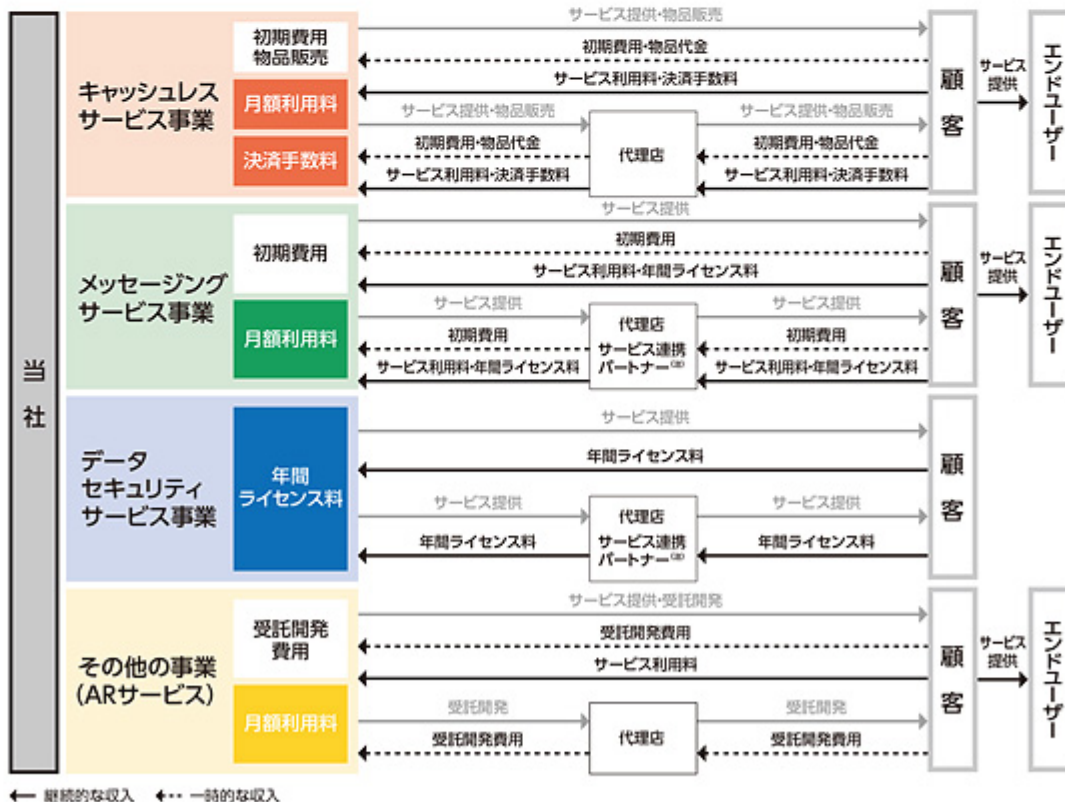 当社
キャッシュレス
サービス事業
初期費用
物品販売
月額利用料
決済手数料
サービス提供・物品販売
初期費用・物品代金
サービス利用料・決済手数料
サービス提供・物品販売
初期費用・物品代金
サービス利用料・決済手数料
代理店
サービス提供・物品販売
初期費用・物品代金
サービス利用料・決済手数料
顧客
サービス
提供
エンドユーザー
メッセージング
サービス事業
初期費用
月額利用料
サービス提供
初期費用
サービス利用料・年間ライセンス料
サービス提供
初期費用
サービス利用料・年間ライセンス料
代理店
サービス連携
パートナー(注)
サービス提供
初期費用
サービス利用料・年間ライセンス料
顧客
サービス
提供
エンドユーザー
データ
セキュリティ
サービス事業
年間
ライセンス料
サービス提供
年間ライセンス料
サービス提供
年間ライセンス料
代理店
サービス連携
パートナー(注)
サービス提供
年間ライセンス料
顧客
その他の事業
(ARサービス)
受託開発
費用
月額利用料
サービス提供・受託開発
受託開発費用
サービス利用料
受託開発
受託開発費用
代理店
受託開発
受託開発費用
顧客
サービス
提供
エンドユーザー
継続的な収入
一時的な収入